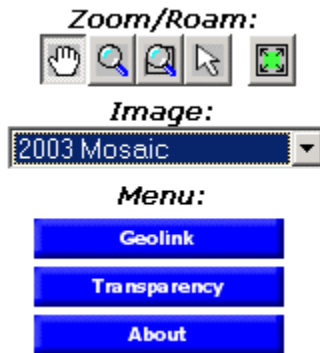 Zoom/Roam:
Image:
2003 Mosaic
Menu:
Geolink
Transparency
About